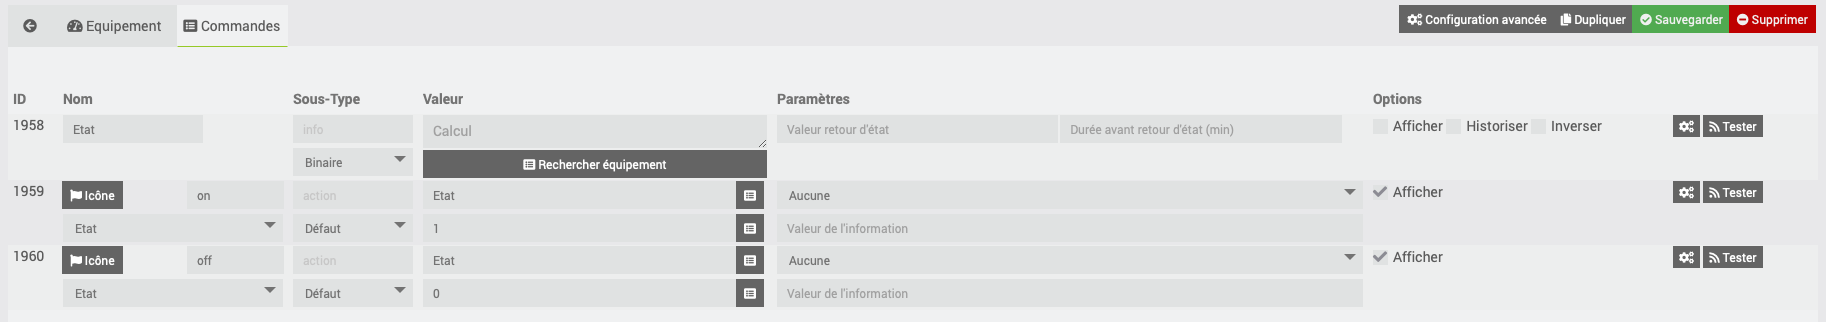 Equipement Commandes Configuration avancée Dupliquer Sauvegarder Supprimer
ID Nom Sous-Type Valeur Paramètres Options
1958 Etat info Calcul Valeur retour d'état Durée avant retour d'état (min) Afficher Historiser Inverser Tester
Binaire Rechercher équipement
1959 Icône on action Etat Aucune Afficher Tester
Etat Défaut 1 Valeur de l'information
1960 Icône off action Etat Aucune Afficher Tester
Etat Défaut 0 Valeur de l'information